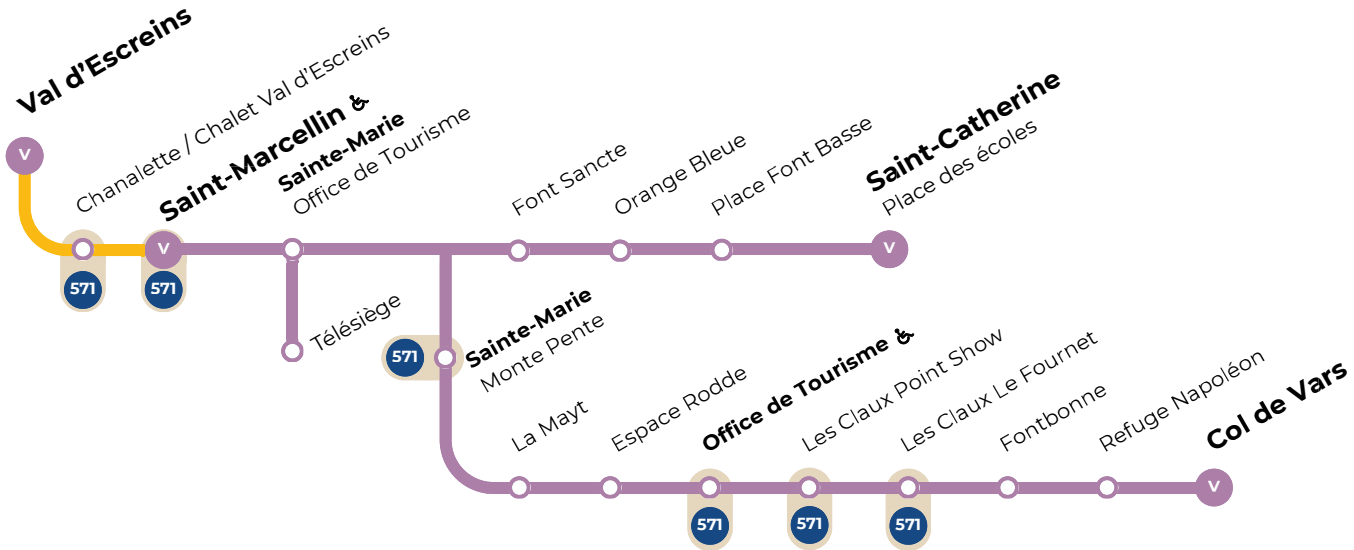 Val d'Escreins
Chanalette / Chalet Val d'Escreins
Saint-Marcellin
Sainte-Marie
Office de Tourisme
Font Sancte
Orange Bleue
Place Font Basse
Saint-Catherine
Place des écoles
V
V
V
571
571
Télésiège
571
Sainte-Marie
Monte Pente
La Mayt
Espace Rodde
Office de Tourisme
Les Claux Point Show
Les Claux Le Fournet
Fontbonne
Refuge Napoléon
Col de Vars
V
571
571
571